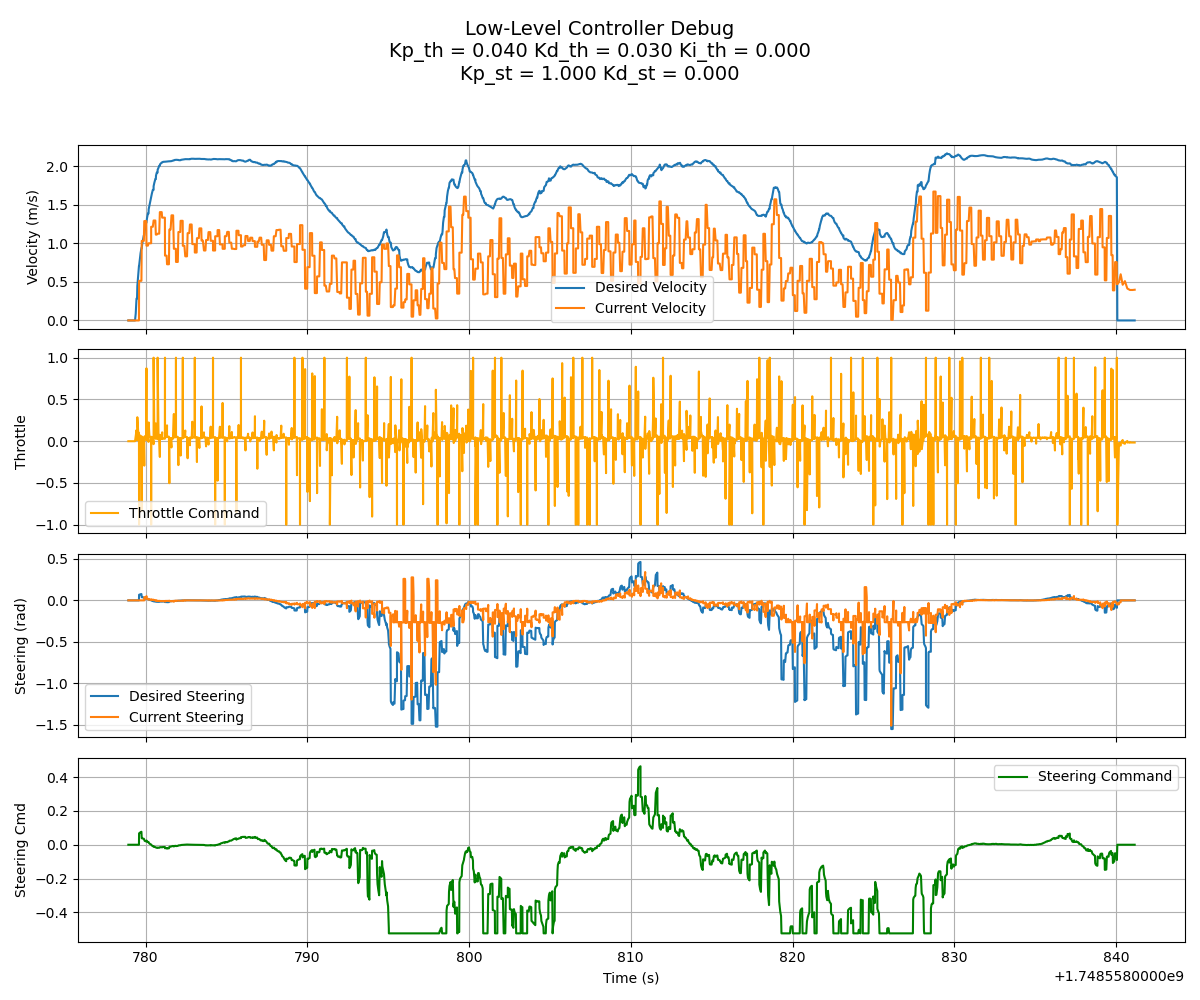 Low-Level Controller Debug
Kp_th = 0.040 Kd_th = 0.030 Ki_th = 0.000
Kp_st = 1.000 Kd_st = 0.000
2.0
1.5
1.0
0.5
0.0
Velocity (m/s)
Desired Velocity
Current Velocity
1.0
0.5
0.0
−0.5
−1.0
Throttle
Throttle Command
0.5
0.0
−0.5
−1.0
−1.5
Steering (rad)
Desired Steering
Current Steering
0.4
0.2
0.0
−0.2
−0.4
Steering Cmd
Steering Command
780 790 800 810 820 830 840
Time (s)
+1.7485580000e9